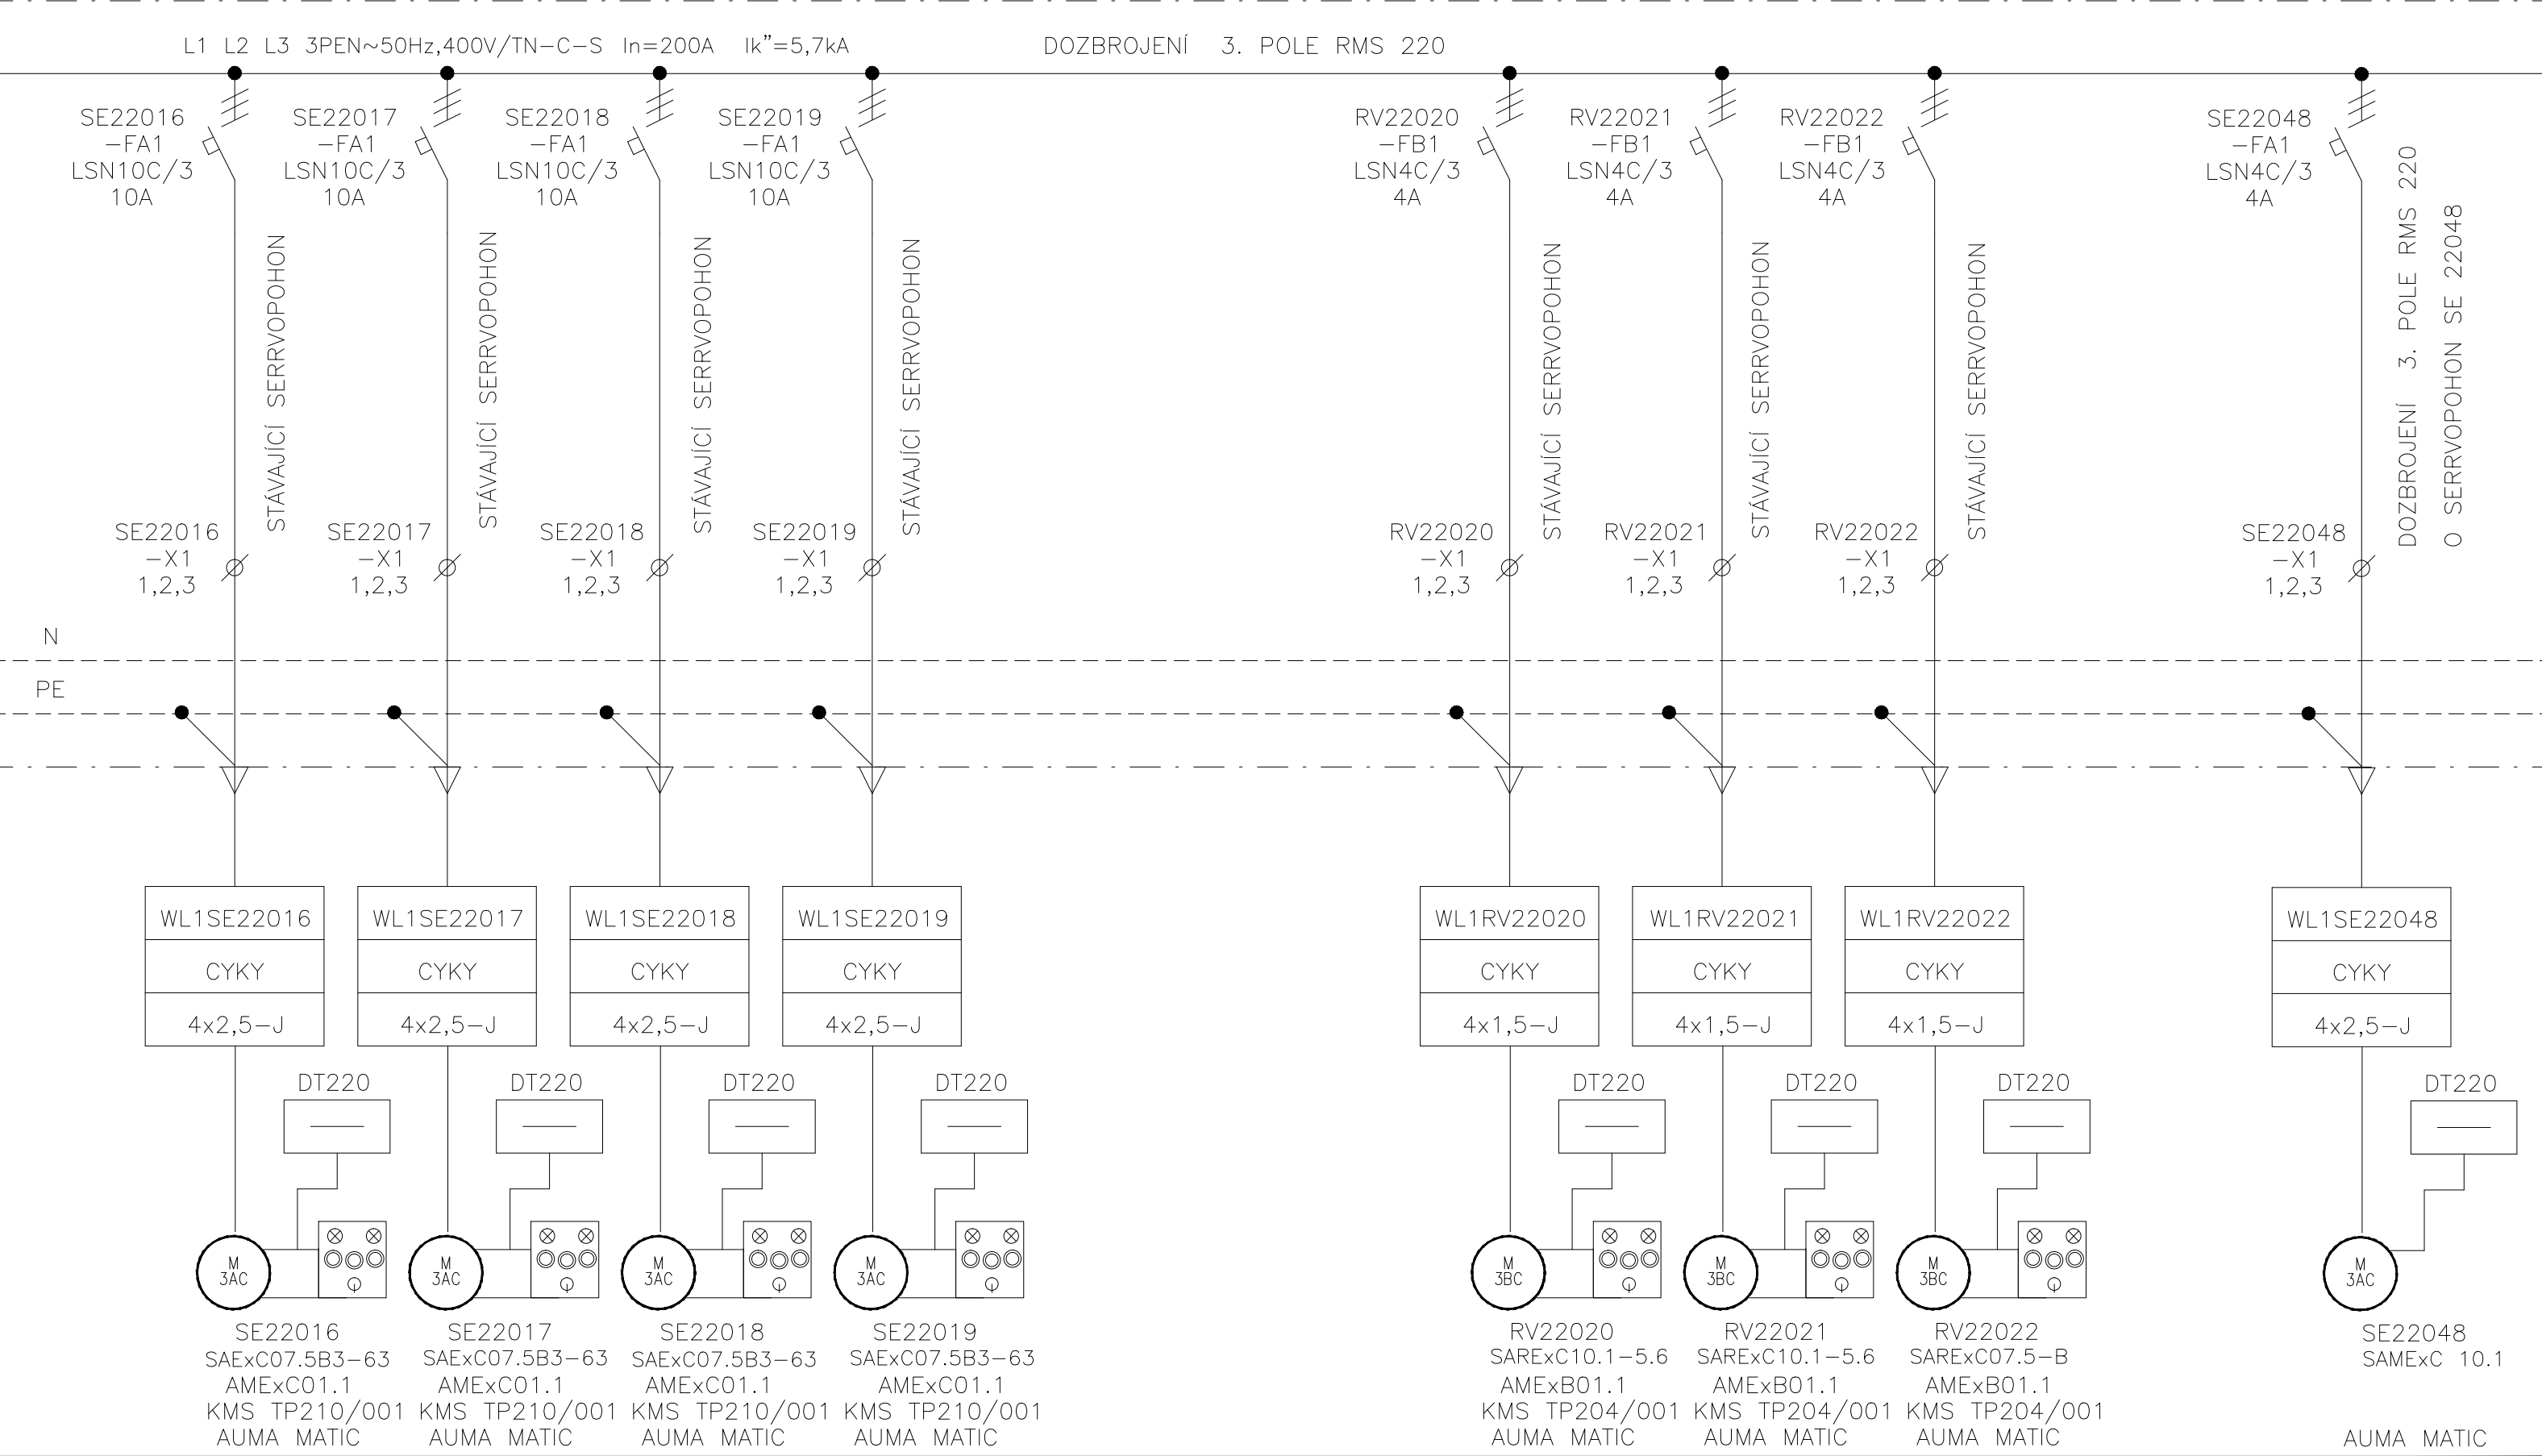 L1 L2 L3 3PEN~50Hz,400V/TN-C-S In=200A Ik"=5,7kA
DOZBROJENÍ 3. POLE RMS 220
SE22016
-FA1
LSN10C/3
10A
SE22017
-FA1
LSN10C/3
10A
SE22018
-FA1
LSN10C/3
10A
SE22019
-FA1
LSN10C/3
10A
RV22020
-FB1
LSN4C/3
4A
RV22021
-FB1
LSN4C/3
4A
RV22022
-FB1
LSN4C/3
4A
SE22048
-FA1
LSN4C/3
4A
STÁVAJÍCÍ SERRVOPOHON
STÁVAJÍCÍ SERRVOPOHON
STÁVAJÍCÍ SERRVOPOHON
STÁVAJÍCÍ SERRVOPOHON
STÁVAJÍCÍ SERRVOPOHON
STÁVAJÍCÍ SERRVOPOHON
STÁVAJÍCÍ SERRVOPOHON
DOZBROJENÍ 3. POLE RMS 220
O SERRVOPOHON SE 22048
SE22016
-X1
1,2,3
SE22017
-X1
1,2,3
SE22018
-X1
1,2,3
SE22019
-X1
1,2,3
RV22020
-X1
1,2,3
RV22021
-X1
1,2,3
RV22022
-X1
1,2,3
SE22048
-X1
1,2,3
N
PE
WL1SE22016
CYKY
4x2,5-J
WL1SE22017
CYKY
4x2,5-J
WL1SE22018
CYKY
4x2,5-J
WL1SE22019
CYKY
4x2,5-J
WL1RV22020
CYKY
4x1,5-J
WL1RV22021
CYKY
4x1,5-J
WL1RV22022
CYKY
4x1,5-J
WL1SE22048
CYKY
4x2,5-J
DT220
DT220
DT220
DT220
DT220
DT220
DT220
DT220
M
3AC
M
3AC
M
3AC
M
3AC
M
3BC
M
3BC
M
3BC
M
3AC
SE22016
SAExC07.5B3-63
AMExC01.1
KMS TP210/001
AUMA MATIC
SE22017
SAExC07.5B3-63
AMExC01.1
KMS TP210/001
AUMA MATIC
SE22018
SAExC07.5B3-63
AMExC01.1
KMS TP210/001
AUMA MATIC
SE22019
SAExC07.5B3-63
AMExC01.1
KMS TP210/001
AUMA MATIC
RV22020
SARExC10.1-5.6
AMExB01.1
KMS TP204/001
AUMA MATIC
RV22021
SARExC10.1-5.6
AMExB01.1
KMS TP204/001
AUMA MATIC
RV22022
SARExC07.5-B
AMExB01.1
KMS TP204/001
AUMA MATIC
SE22048
SAMExC 10.1
AUMA MATIC